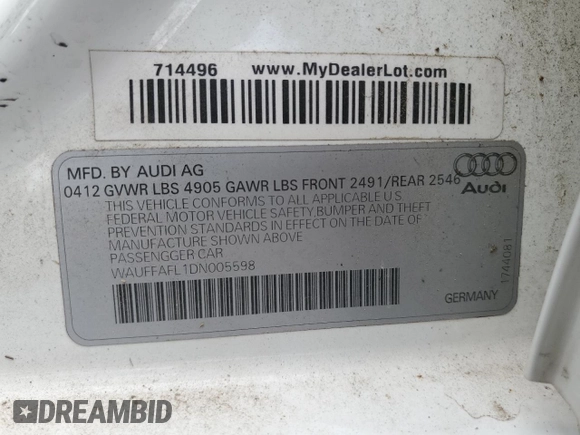 714496 www.MyDealerLot.com
MFD. BY AUDI AG
0412 GVWR LBS 4905 GAWR LBS FRONT 2491/REAR 2546
Audi
THIS VEHICLE CONFORMS TO ALL APPLICABLE U.S.
FEDERAL MOTOR VEHICLE SAFETY,BUMPER AND THEFT
PREVENTION STANDARDS IN EFFECT ON THE DATE OF
MANUFACTURE SHOWN ABOVE
PASSENGGER CAR
WAUFFAFL1DN005598
GERMANY
1744081
DREAMBID